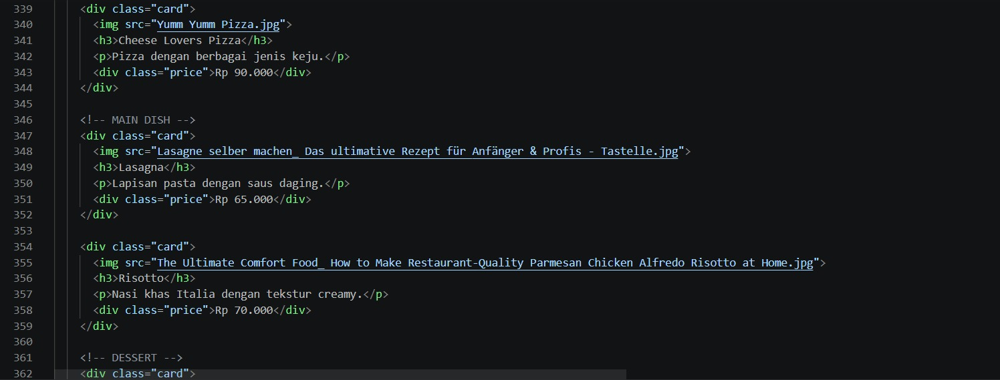 339 <div class="card">
340 <img src="Yumm Yumm Pizza.jpg">
341 <h3>Cheese Lovers Pizza</h3>
342 <p>Pizza dengan berbagai jenis keju.</p>
343 <div class="price">Rp 90.000</div>
344 </div>
345
346 <!-- MAIN DISH -->
347 <div class="card">
348 <img src="Lasagne selber machen_ Das ultimative Rezept für Anfänger & Profis - Tastelle.jpg">
349 <h3>Lasagna</h3>
350 <p>Lapisan pasta dengan saus daging.</p>
351 <div class="price">Rp 65.000</div>
352 </div>
353
354 <div class="card">
355 <img src="The Ultimate Comfort Food_ How to Make Restaurant-Quality Parmesan Chicken Alfredo Risotto at Home.jpg">
356 <h3>Risotto</h3>
357 <p>Nasi khas Italia dengan tekstur creamy.</p>
358 <div class="price">Rp 70.000</div>
359 </div>
360
361 <!-- DESSERT -->
362 <div class="card">